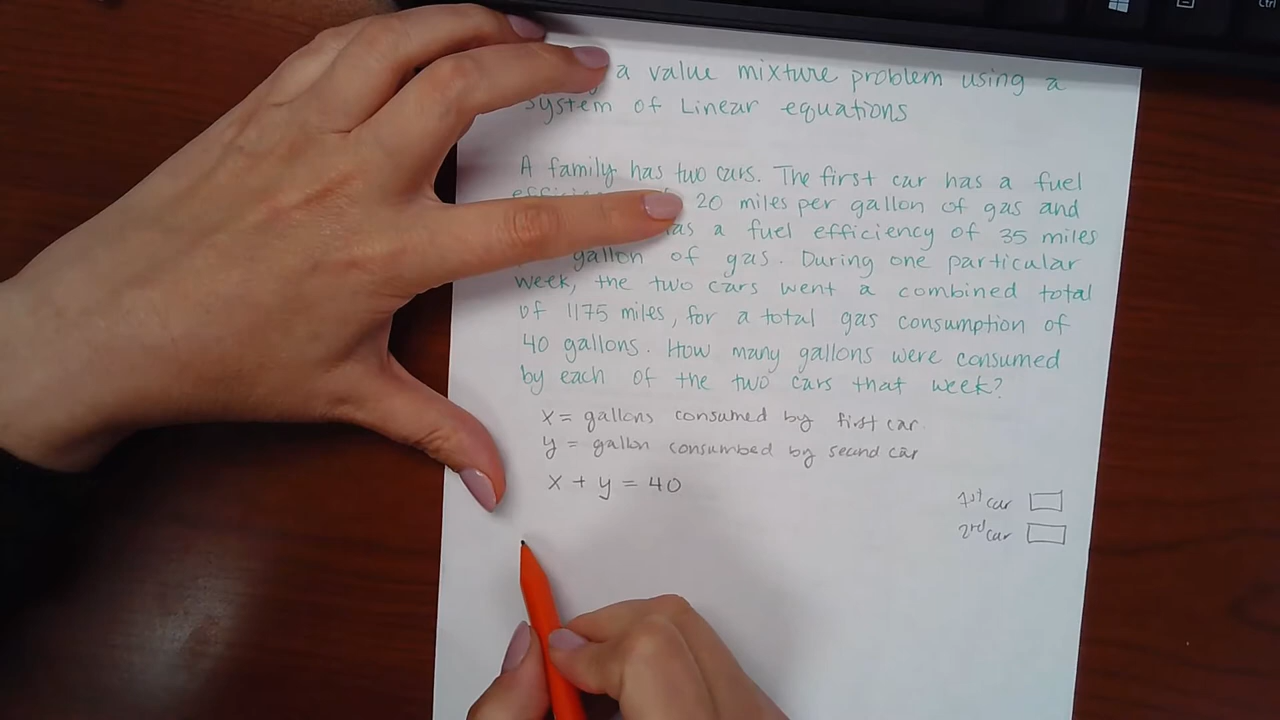 a value mixture problem using a
system of Linear equations
A family has two cars. The first car has a fuel
20 miles per gallon of gas and
a fuel efficiency of 35 miles
gallon of gas. During one particular
week, the two cars went a combined total
of 1175 miles, for a total gas consumption of
40 gallons. How many gallons were consumed
by each of the two cars that week?
x = gallons consumed by first car.
y = gallon consumbed by second car
x + y = 40
1st car
2rd car
Ctrl